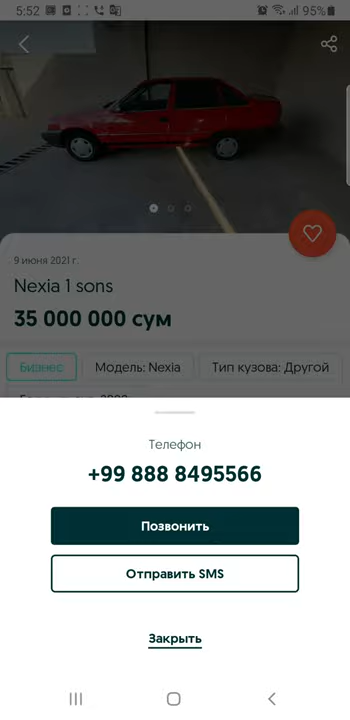 5:52
95%
9 июня 2021 г.
Nexia 1 sons
35 000 000 сум
Бизнес
Модель: Nexia
Тип кузова: Другой
Телефон
+99 888 8495566
Позвонить
Отправить SMS
Закрыть